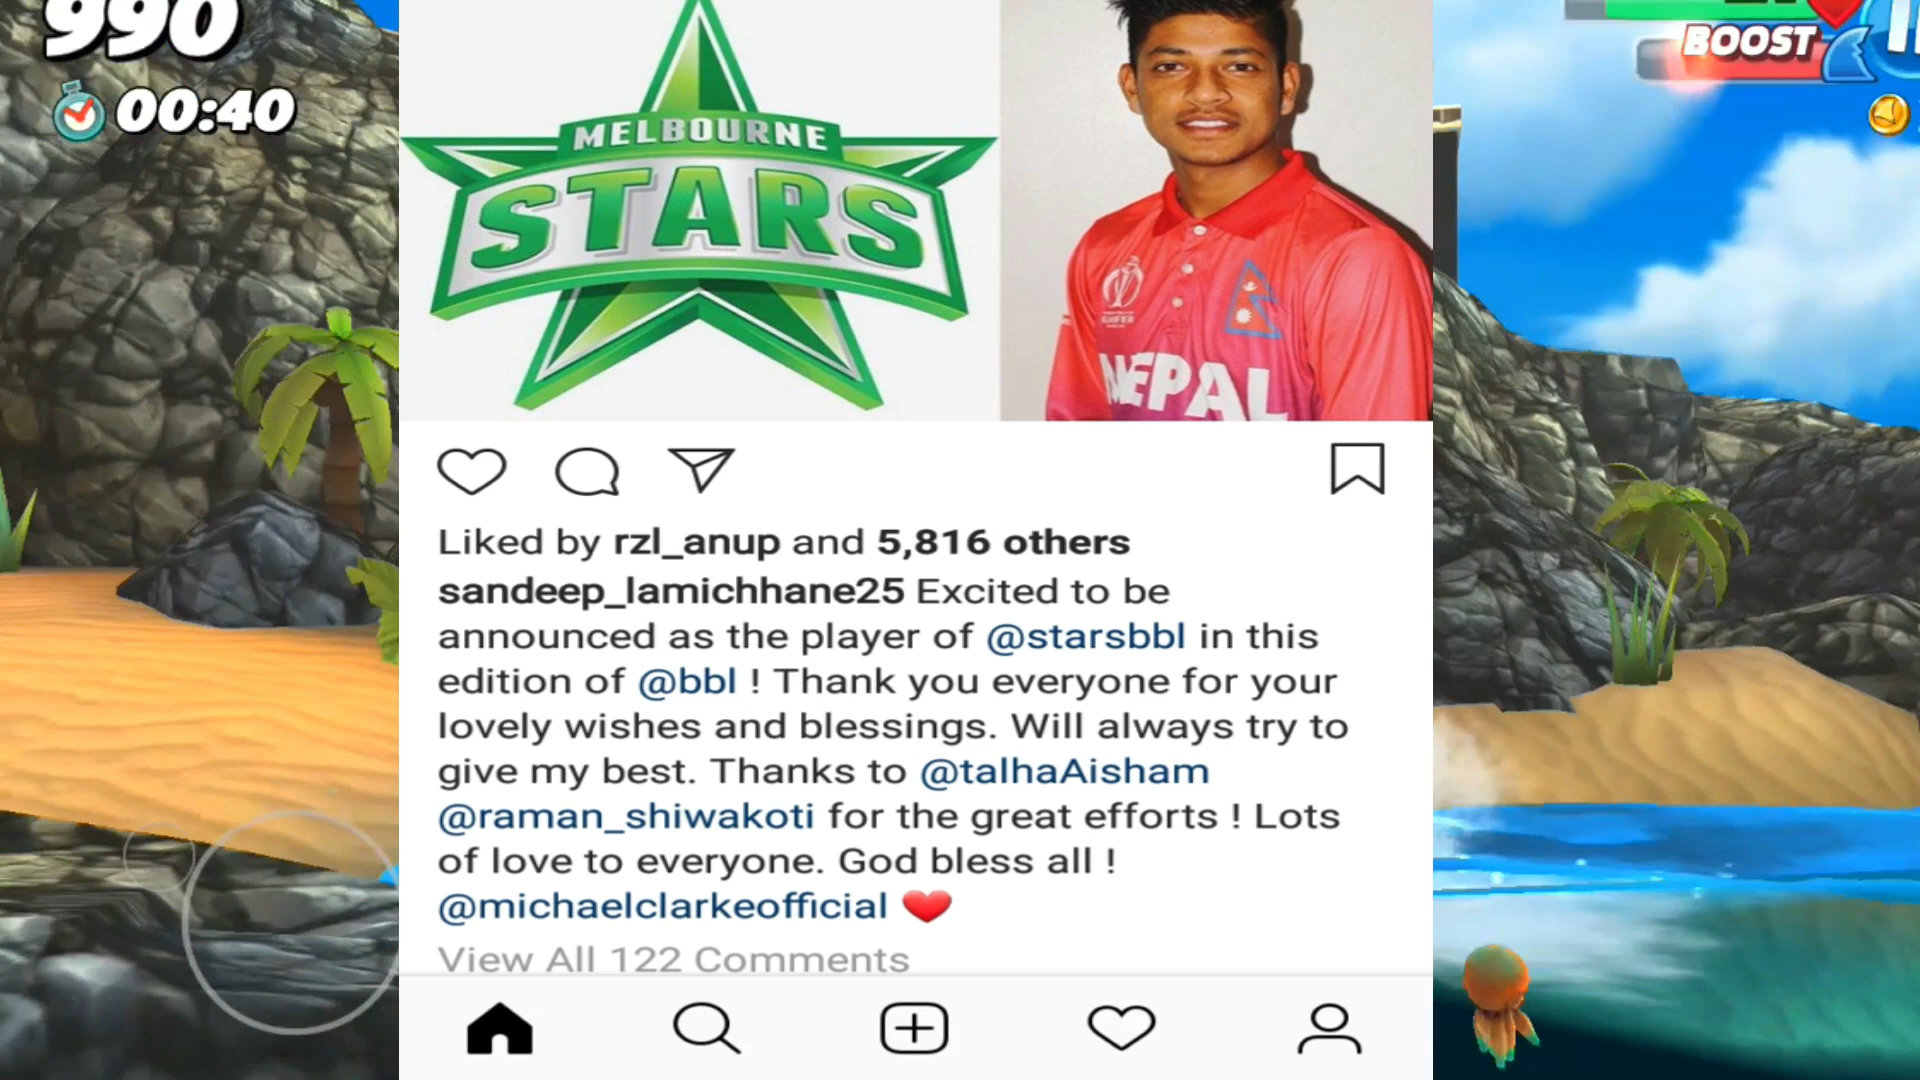 990
00:40
BOOST
MELBOURNE
STARS
NEPAL
Liked by rzl_anup and 5,816 others
sandeep_lamichhane25 Excited to be
announced as the player of @starsbbl in this
edition of @bbl ! Thank you everyone for your
lovely wishes and blessings. Will always try to
give my best. Thanks to @talhaAisham
@raman_shiwakoti for the great efforts ! Lots
of love to everyone. God bless all !
@michaelclarkeofficial ❤️
View All 122 Comments